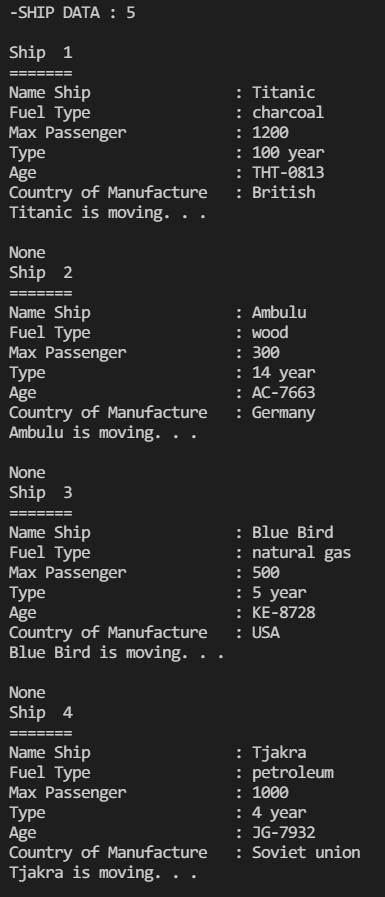 -SHIP DATA : 5
Ship  1
=======
Name Ship                : Titanic
Fuel Type                : charcoal
Max Passenger            : 1200
Type                     : 100 year
Age                      : THT-0813
Country of Manufacture   : British
Titanic is moving. . .
None
Ship  2
=======
Name Ship                : Ambulu
Fuel Type                : wood
Max Passenger            : 300
Type                     : 14 year
Age                      : AC-7663
Country of Manufacture   : Germany
Ambulu is moving. . .
None
Ship  3
=======
Name Ship                : Blue Bird
Fuel Type                : natural gas
Max Passenger            : 500
Type                     : 5 year
Age                      : KE-8728
Country of Manufacture   : USA
Blue Bird is moving. . .
None
Ship  4
=======
Name Ship                : Tjakra
Fuel Type                : petroleum
Max Passenger            : 1000
Type                     : 4 year
Age                      : JG-7932
Country of Manufacture   : Soviet union
Tjakra is moving. . .